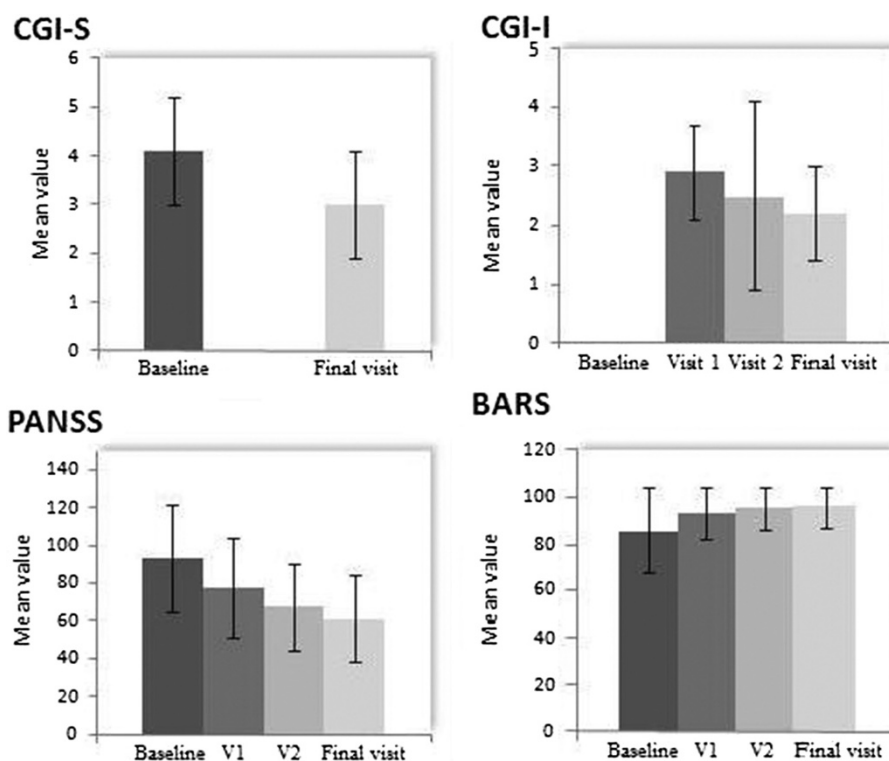 CGI-S
6
5
4
3
2
1
0
Mean value
Baseline Final visit
CGI-I
5
4
3
2
1
0
Mean value
Baseline Visit 1 Visit 2 Final visit
PANSS
140
120
100
80
60
40
20
0
Mean value
Baseline V1 V2 Final visit
BARS
120
100
80
60
40
20
0
Mean value
Baseline V1 V2 Final visit